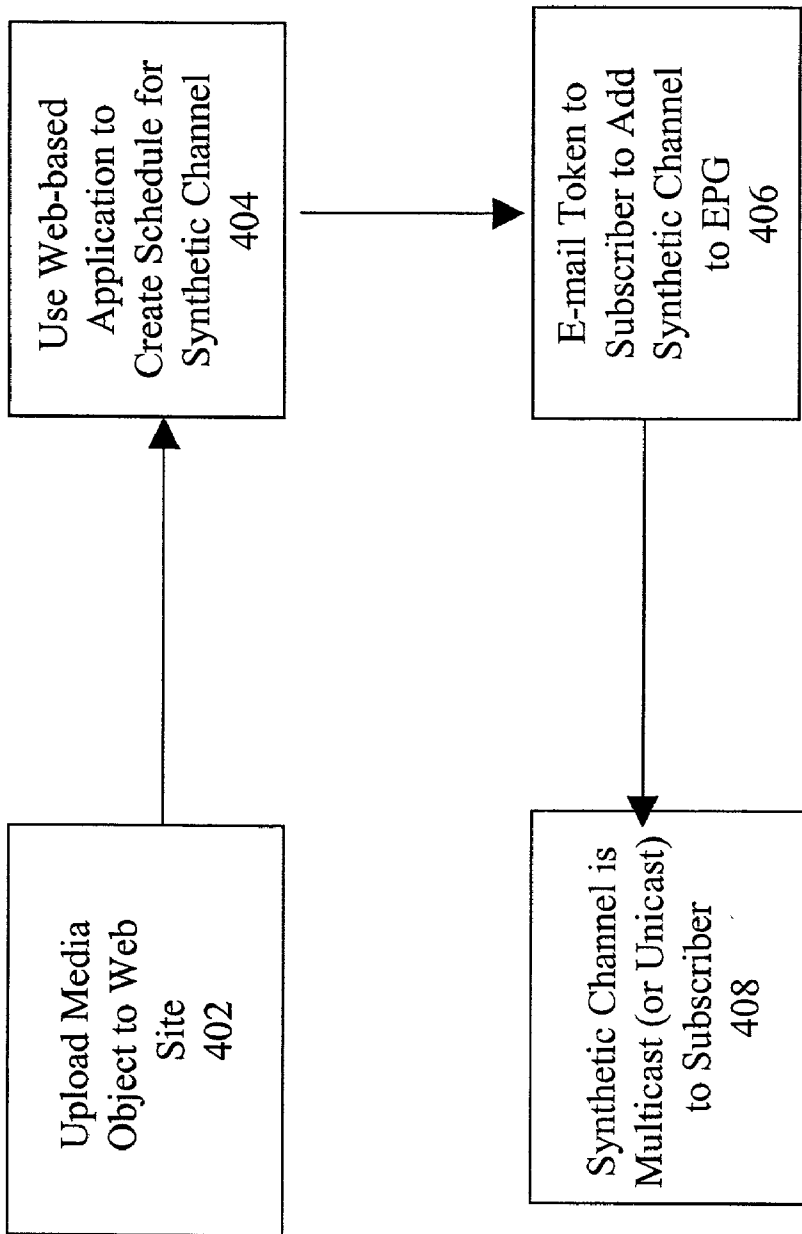 Upload Media
Object to Web
Site
402
Use Web-based
Application to
Create Schedule for
Synthetic Channel
404
E-mail Token to
Subscriber to Add
Synthetic Channel
to EPG
406
Synthetic Channel is
Multicast (or Unicast)
to Subscriber
408